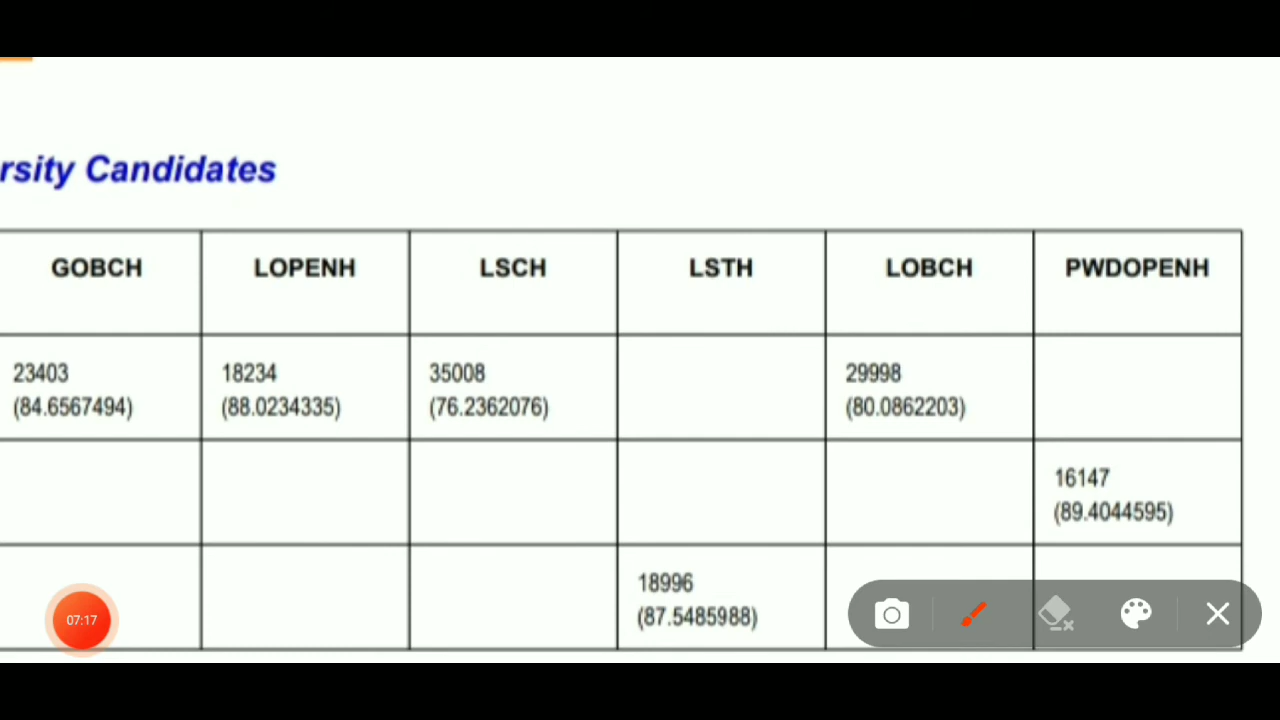 rsity Candidates
GOBCH LOPENH LSCH LSTH LOBCH PWDOPENH
23403 18234 35008 29998
(84.6567494) (88.0234335) (76.2362076) (80.0862203)
16147
(89.4044595)
18996
(87.5485988)
07:17